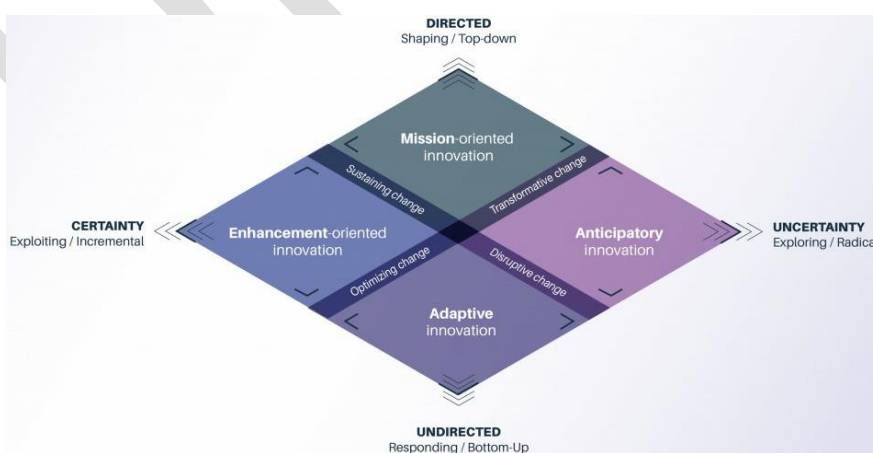 DIRECTED
Shaping / Top-down
Mission-oriented
innovation
Sustaining change
Transformative change
CERTAINTY
Exploiting / Incremental
Enhancement-oriented
innovation
Anticipatory
innovation
UNCERTAINTY
Exploring / Radica
Optimizing change
Disruptive change
Adaptive
innovation
UNDIRECTED
Responding / Bottom-Up